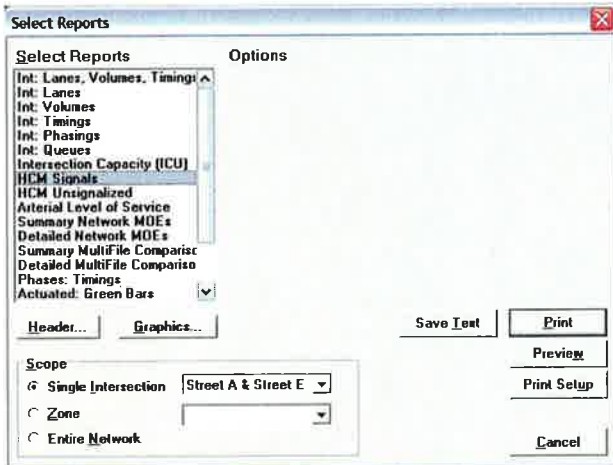 Select Reports
Select Reports
Options
Int: Lanes, Volumes, Timings
Int: Lanes
Int: Volumes
Int: Timings
Int: Phasings
Int: Queues
Intersection Capacity (ICU)
HCM Signals
HCM Unsignalized
Arterial Level of Service
Summary Network MOEs
Detailed Network MOEs
Summary MultiFile Comparisc
Detailed MultiFile Compariso
Phases: Timings
Actuated: Green Bars
Header...
Graphics...
Save Text
Print
Preview
Print Setup
Cancel
Scope
Single Intersection
Street A & Street E
Zone
Entire Network